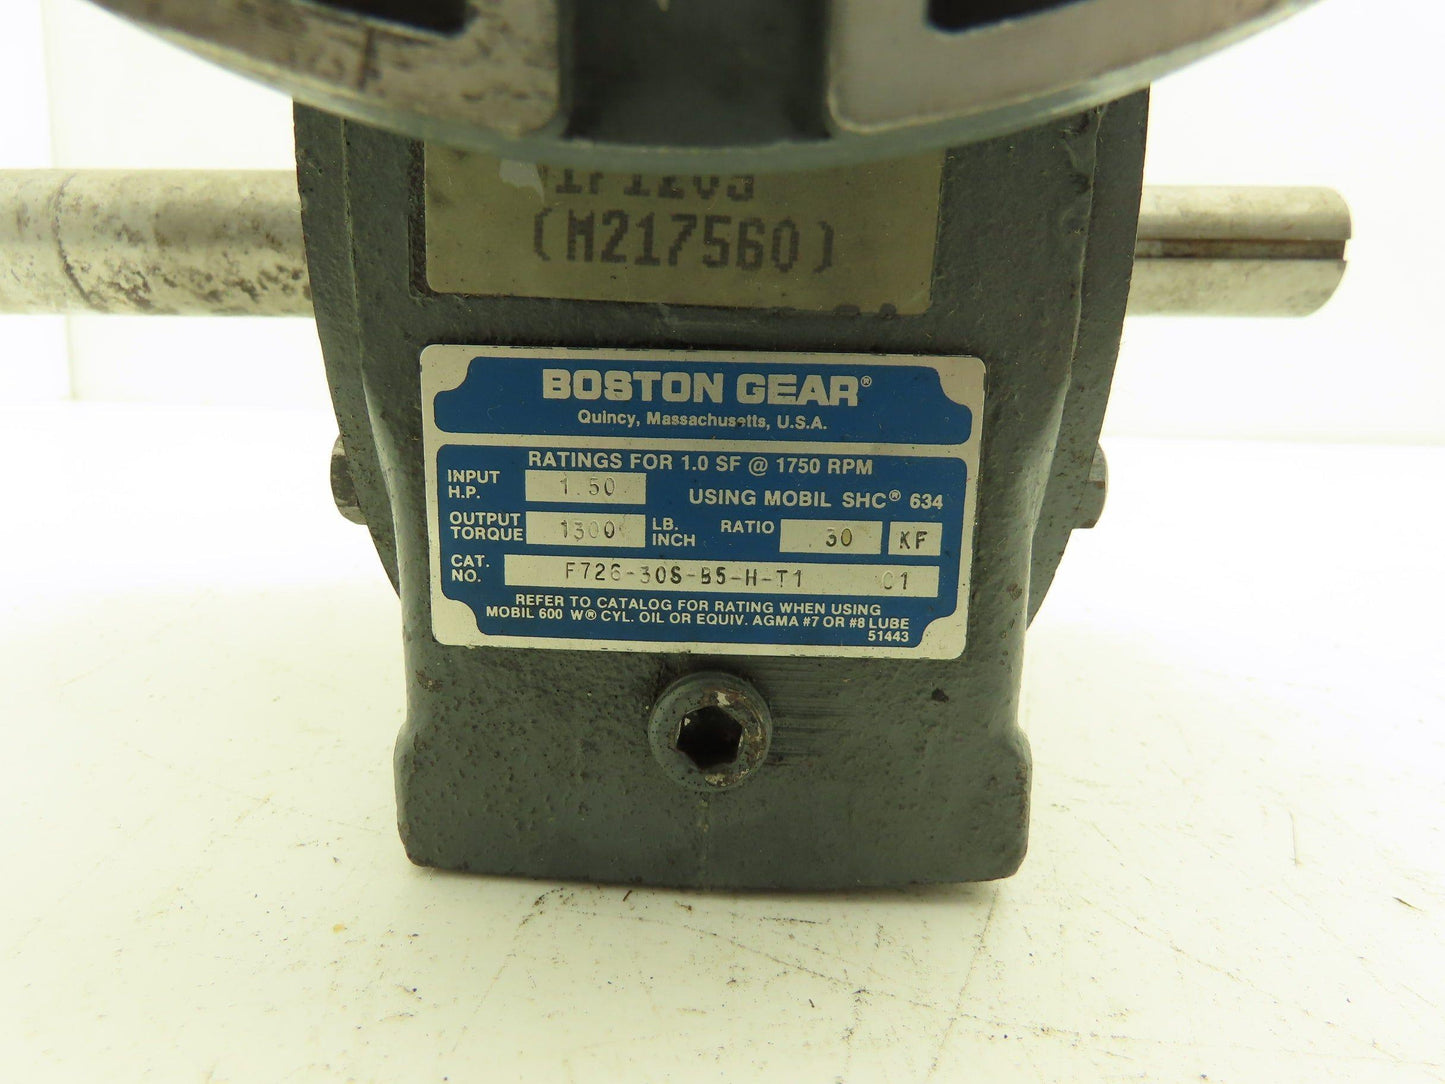 (M217560)
BOSTON GEAR®
Quincy, Massachusetts, U.S.A.
RATINGS FOR 1.0 SF @ 1750 RPM
INPUT H.P. 1.50 USING MOBIL SHC® 634
OUTPUT TORQUE 1300 LB. INCH RATIO 30 KF
CAT. NO. F726-30S-B5-H-T1 C1
REFER TO CATALOG FOR RATING WHEN USING
MOBIL 600 W® CYL. OIL OR EQUIV. AGMA #7 OR #8 LUBE
51443